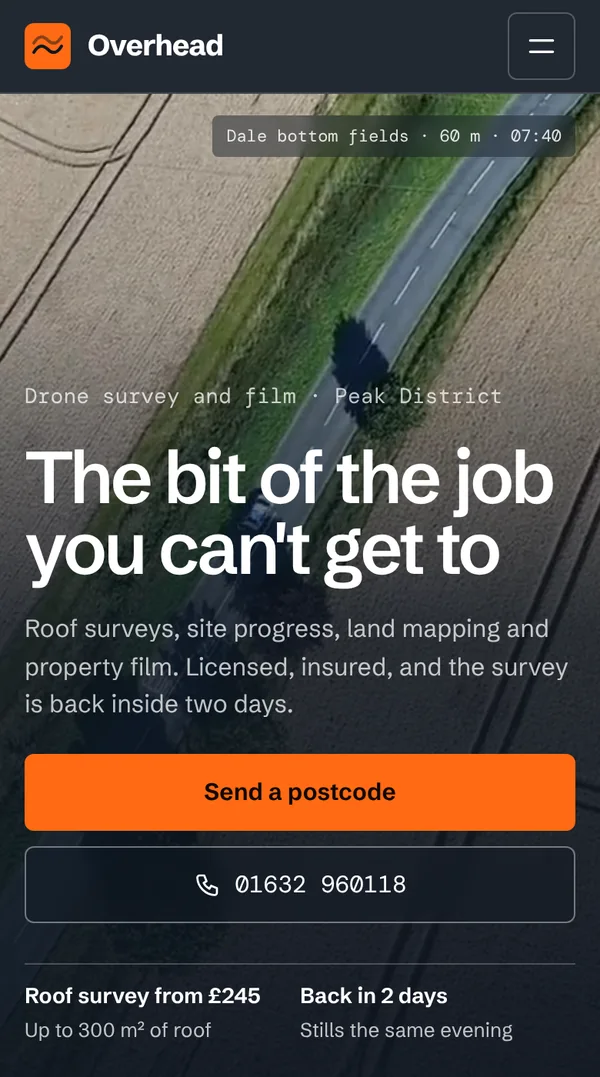 Overhead
Dale bottom fields · 60 m · 07:40
Drone survey and film · Peak District
The bit of the job
you can't get to
Roof surveys, site progress, land mapping and
property film. Licensed, insured, and the survey
is back inside two days.
Send a postcode
01632 960118
Roof survey from £245
Up to 300 m² of roof
Back in 2 days
Stills the same evening